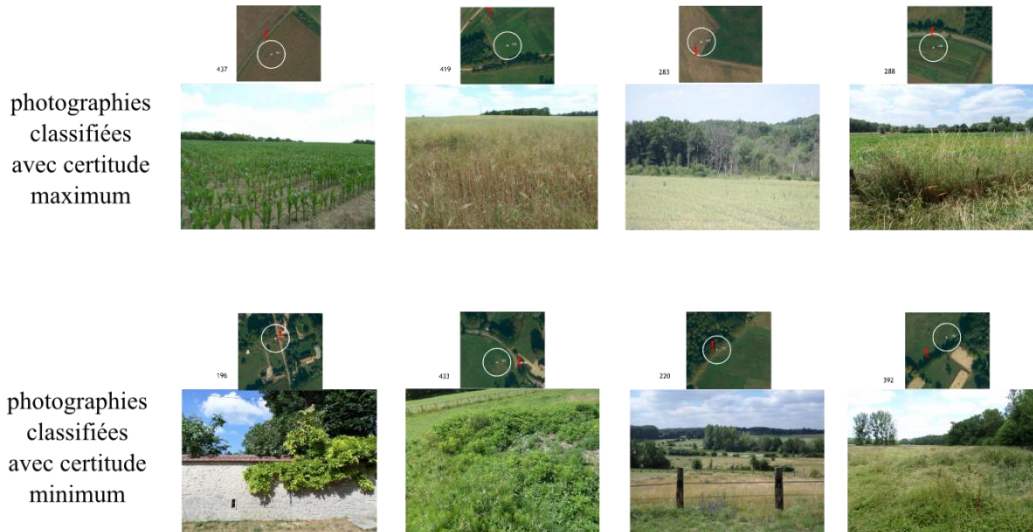 437
419
283
288
photographies
classifiées
avec certitude
maximum
196
433
220
392
photographies
classifiées
avec certitude
minimum